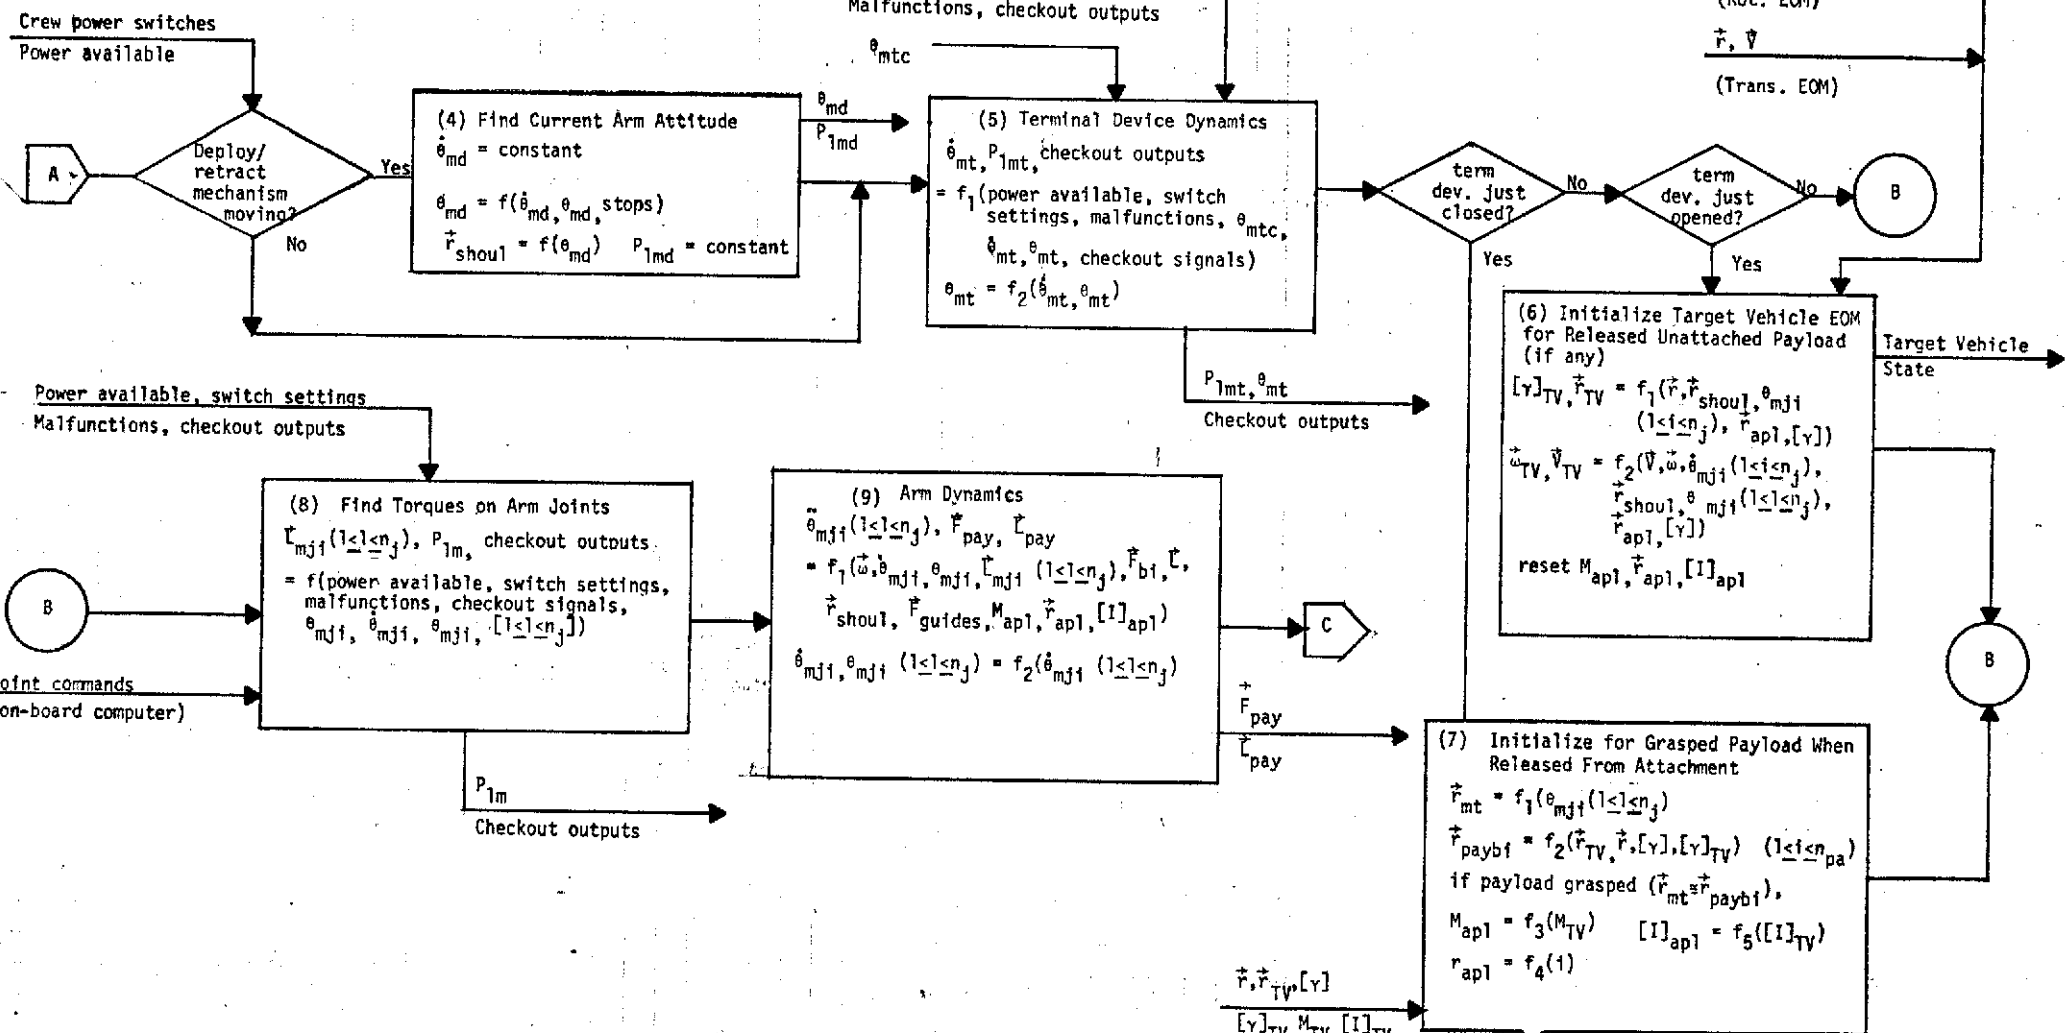 Crew power switches
Power available
A
Deploy/
retract
mechanism
moving?
Yes
No
(4) Find Current Arm Attitude
θ̇md = constant
θmd = f(θ̇md, θmd, stops)
r⃗shoul = f(θmd) P1md = constant
θmd
P1md
Malfunctions, checkout outputs
θmtc
(5) Terminal Device Dynamics
θ̇mt, P1mt, checkout outputs
= f1(power available, switch
settings, malfunctions, θmtc,
θ̇mt, θmt, checkout signals)
θmt = f2(θ̇mt, θmt)
P1mt, θmt
Checkout outputs
term
dev. just
closed?
No
Yes
term
dev. just
opened?
No
Yes
B
r⃗, V⃗
(Trans. EOM)
(6) Initialize Target Vehicle EOM
for Released Unattached Payload
(if any)
[γ]TV, r⃗TV = f1(r⃗, r⃗shoul, θmji
(1≤i≤nj), r⃗apl, [γ])
ω⃗TV, V⃗TV = f2(V⃗, ω⃗, θ̇mji(1≤i≤nj),
r⃗shoul, θmji(1≤i≤nj),
r⃗apl, [γ])
reset Mapl, r⃗apl, [I]apl
Target Vehicle
State
B
Power available, switch settings
Malfunctions, checkout outputs
B
oint commands
on-board computer)
(8) Find Torques on Arm Joints
L⃗mji(1≤i≤nj), P1m, checkout outputs
= f(power available, switch settings,
malfunctions, checkout signals,
θmji, θ̇mji, θmji, [1≤i≤nj])
P1m
Checkout outputs
(9) Arm Dynamics
θ̈mji(1≤i≤nj), F⃗pay, L⃗pay
= f1(ω⃗, θ̇mji, θmji, L⃗mji (1≤i≤nj), F⃗bi, L⃗,
r⃗shoul, F⃗guides, Mapl, r⃗apl, [I]apl)
θ̇mji, θmji (1≤i≤nj) = f2(θ̇mji (1≤i≤nj)
C
F⃗pay
L⃗pay
(7) Initialize for Grasped Payload When
Released From Attachment
r⃗mt = f1(θmji(1≤i≤nj)
r⃗paybi = f2(r⃗TV, r⃗, [γ], [γ]TV) (1≤i≤npa)
if payload grasped (r⃗mt≅r⃗paybi),
Mapl = f3(MTV) [I]apl = f5([I]TV)
rapl = f4(i)
r⃗, r⃗TV, [γ]
[γ]TV, MTV, [I]TV